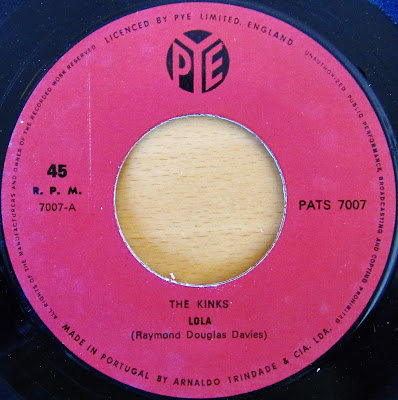 LICENCED BY PYE LIMITED, ENGLAND
PYE
UNAUTHORIZED PUBLIC PERFORMANCE, BROADCASTING AND COPYING PROHIBITED
ALL RIGHTS OF THE MANUFACTURERS AND OWNER OF THE RECORDED WORK RESERVED
45
R. P. M.
7007-A
PATS 7007
THE KINKS
LOLA
(Raymond Douglas Davies)
MADE IN PORTUGAL BY ARNALDO TRINDADE & CIA. LDA.